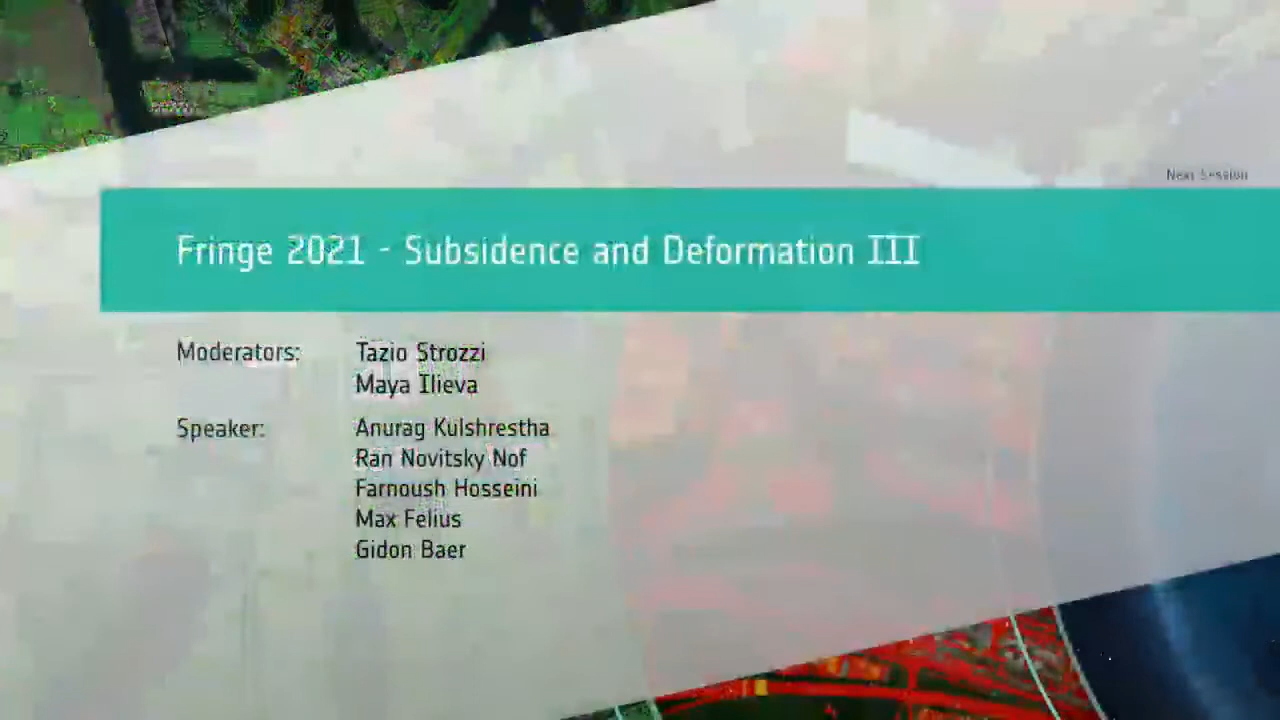 Next Session
Fringe 2021 - Subsidence and Deformation III
Moderators: Tazio Strozzi
Maya Ilieva
Speaker: Anurag Kulshrestha
Ran Novitsky Nof
Farnoush Hosseini
Max Felius
Gidon Baer